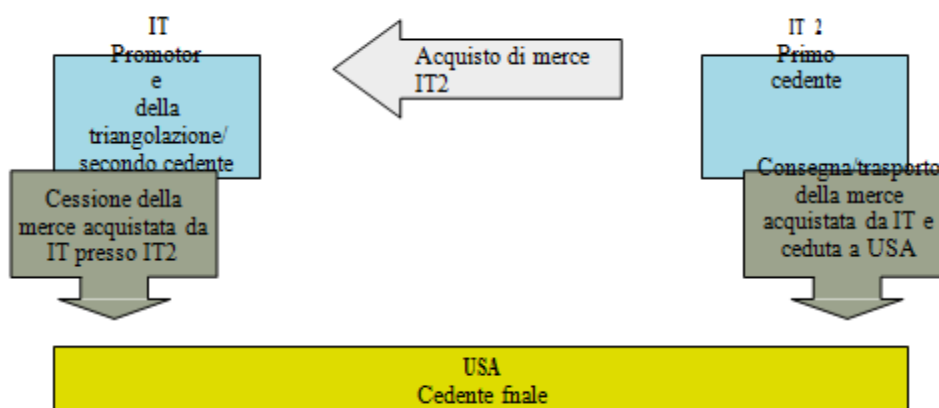 IT
Promotor
e
della
triangolazione/
secondo cedente
Acquisto di merce
IT2
IT 2
Primo
cedente
Cessione della
merce acquistata da
IT presso IT2
Consegna/trasporto
della merce
acquistata da IT e
ceduta a USA
USA
Cedente fnale